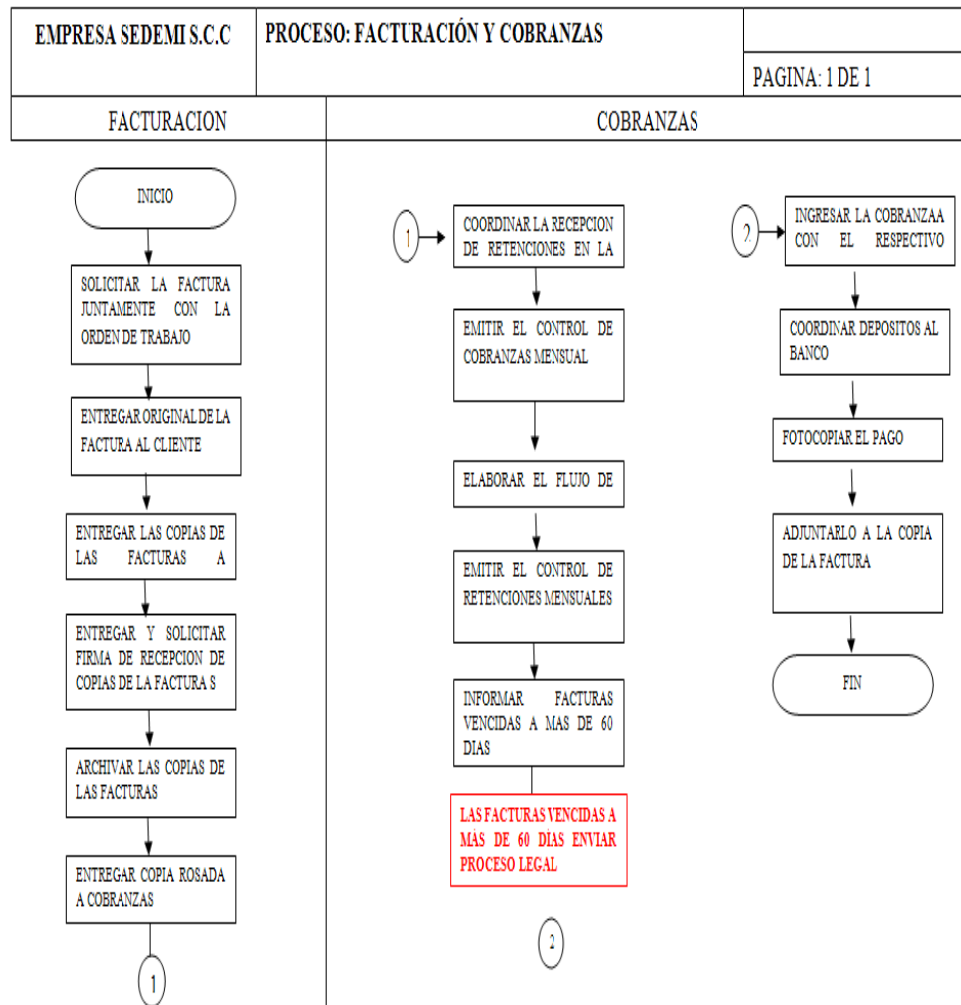 EMPRESA SEDEMI S.C.C
PROCESO: FACTURACIÓN Y COBRANZAS
PAGINA: 1 DE 1
FACTURACION
COBRANZAS
INICIO
SOLICITAR LA FACTURA
JUNTAMENTE CON LA
ORDEN DE TRABAJO
ENTREGAR ORIGINAL DE LA
FACTURA AL CLIENTE
ENTREGAR LAS COPIAS DE
LAS FACTURAS A
ENTREGAR Y SOLICITAR
FIRMA DE RECEPCION DE
COPIAS DE LA FACTURA S
ARCHIVAR LAS COPIAS DE
LAS FACTURAS
ENTREGAR COPIA ROSADA
A COBRANZAS
1
1
COORDINAR LA RECEPCION
DE RETENCIONES EN LA
EMITIR EL CONTROL DE
COBRANZAS MENSUAL
ELABORAR EL FLUJO DE
EMITIR EL CONTROL DE
RETENCIONES MENSUALES
INFORMAR FACTURAS
VENCIDAS A MAS DE 60
DIAS
LAS FACTURAS VENCIDAS A
MÁS DE 60 DÍAS ENVIAR
PROCESO LEGAL
2
2
INGRESAR LA COBRANZAA
CON EL RESPECTIVO
COORDINAR DEPOSITOS AL
BANCO
FOTOCOPIAR EL PAGO
ADJUNTARLO A LA COPIA
DE LA FACTURA
FIN